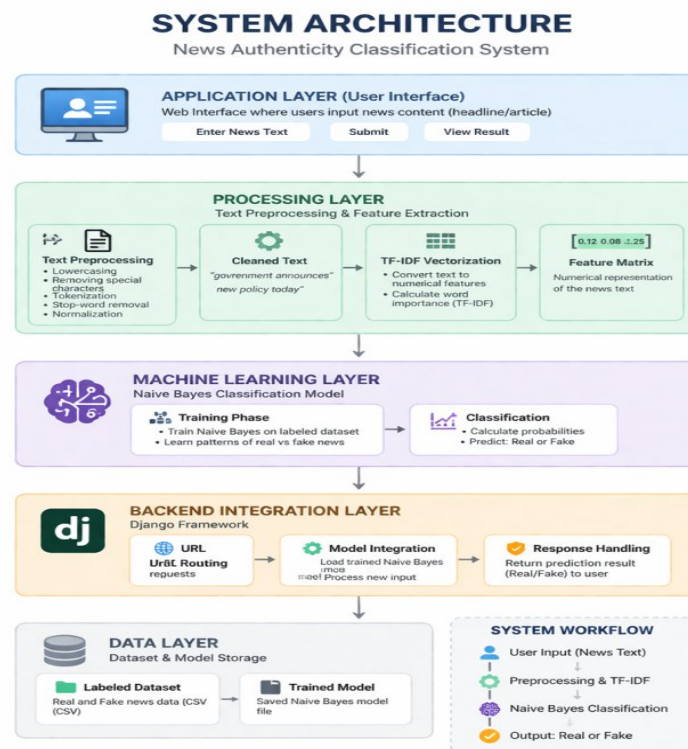 SYSTEM ARCHITECTURE
News Authenticity Classification System
APPLICATION LAYER (User Interface)
Web Interface where users input news content (headline/article)
Enter News Text
Submit
View Result
PROCESSING LAYER
Text Preprocessing & Feature Extraction
Text Preprocessing
• Lowercasing
• Removing special
characters
• Tokenization
• Stop-word removal
• Normalization
Cleaned Text
"govrenment announces"
new policy today"
TF-IDF Vectorization
• Convert text to
numerical features
• Calculate word
importance (TF-IDF)
[0.12 0.08 .:.25]
Feature Matrix
Numerical representation
of the news text
MACHINE LEARNING LAYER
Naive Bayes Classification Model
Training Phase
• Train Naive Bayes on labeled dataset
• Learn patterns of real vs fake news
Classification
• Calculate probabilities
• Predict: Real or Fake
dj
BACKEND INTEGRATION LAYER
Django Framework
URL
Routing
requests
Model Integration
Load trained Naive Bayes
Process new input
Response Handling
Return prediction result
(Real/Fake) to user
DATA LAYER
Dataset & Model Storage
Labeled Dataset
Real and Fake news data (CSV
(CSV)
Trained Model
Saved Naive Bayes model
file
SYSTEM WORKFLOW
User Input (News Text)
Preprocessing & TF-IDF
Naive Bayes Classification
Output: Real or Fake